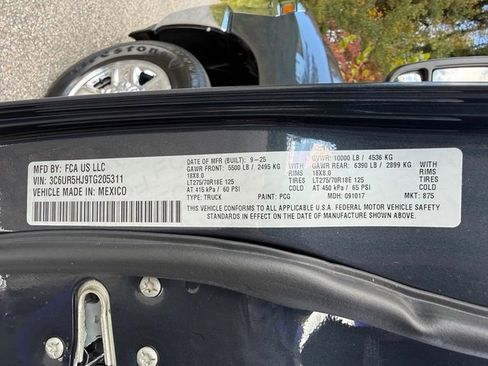 Firestone
MFD BY: FCA US LLC
VIN: 3C6UR5HJ9TG205311
VEHICLE MADE IN: MEXICO
DATE OF MFR (BUILT): 9-25
GAWR FRONT: 5500 LB / 2495 KG WITH
18X8.0 RIMS
LT275/70R18E 125 TIRES
AT 415 kPa / 60 PSI
TYPE: TRUCK
GVWR: 10000 LB / 4536 KG
GAWR REAR: 6390 LB / 2899 KG WITH
18X8.0 RIMS
LT275/70R18E 125 TIRES
AT 450 kPa / 65 PSI
PAINT: PCG
MDH: 091017
MKT: 875
THIS VEHICLE CONFORMS TO ALL APPLICABLE U.S.A. FEDERAL MOTOR VEHICLE SAFETY
STANDARDS IN EFFECT ON THE DATE OF MANUFACTURE SHOWN ABOVE.